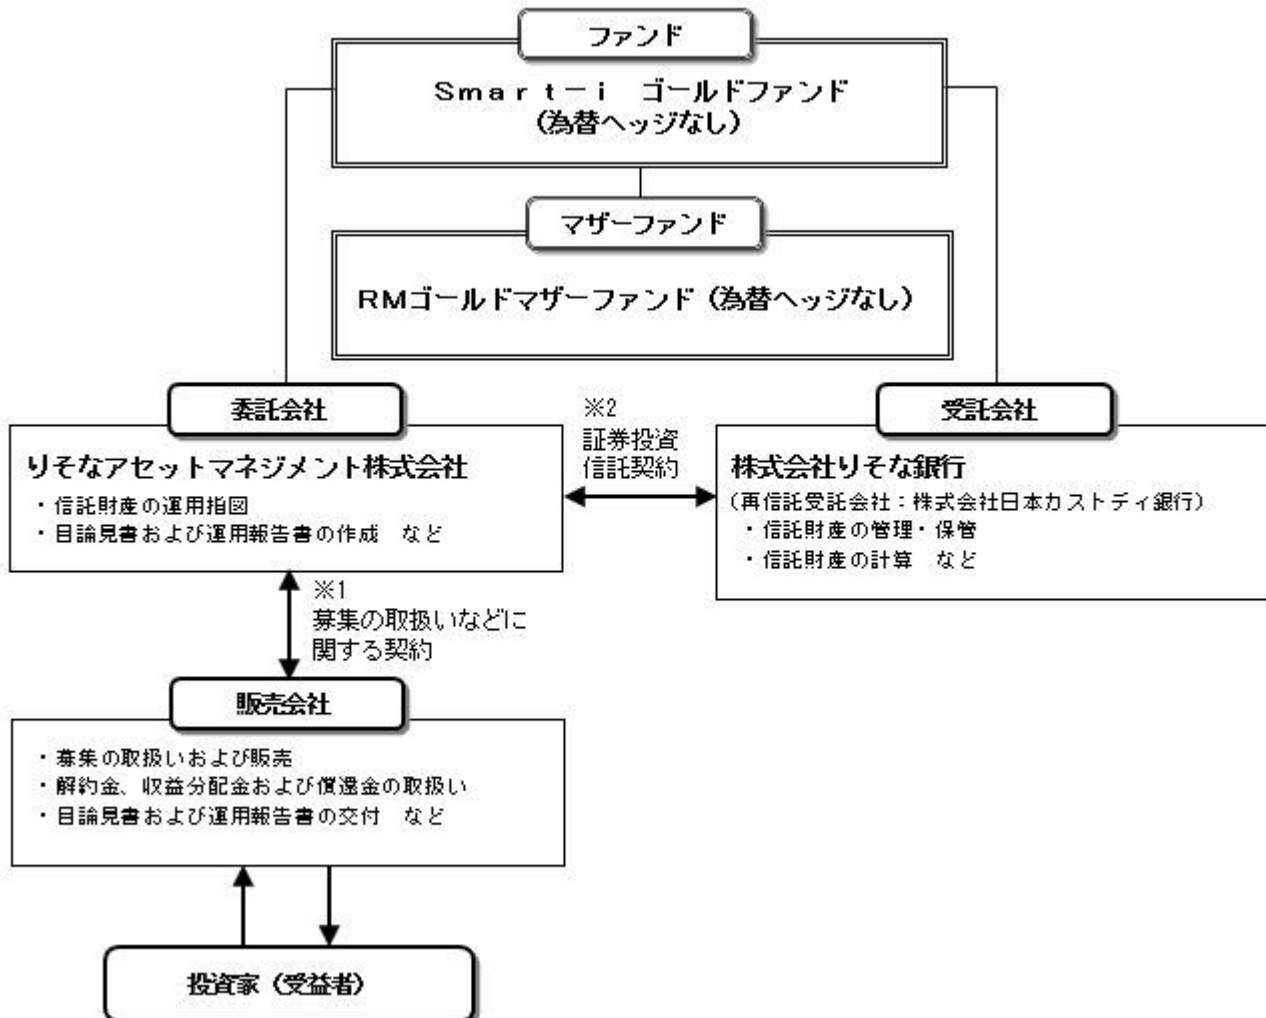 ファンド
Smart－i ゴールドファンド
（為替ヘッジなし）
マザーファンド
RMゴールドマザーファンド（為替ヘッジなし）
委託会社
りそなアセットマネジメント株式会社
・信託財産の運用指図
・目論見書および運用報告書の作成　など
※2
証券投資
信託契約
受託会社
株式会社りそな銀行
（再信託受託会社：株式会社日本カストディ銀行）
・信託財産の管理・保管
・信託財産の計算　など
※1
募集の取扱いなどに
関する契約
販売会社
・募集の取扱いおよび販売
・解約金、収益分配金および償還金の取扱い
・目論見書および運用報告書の交付　など
投資家（受益者）